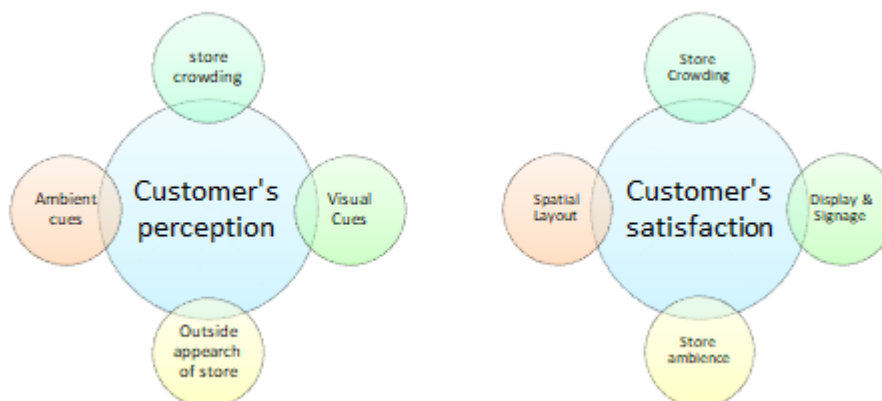 store
crowding
Ambient
cues
Customer's
perception
Visual
Cues
Outside
appearch
of store
Store
Crowding
Spatial
Layout
Customer's
satisfaction
Display &
Signage
Store
ambience